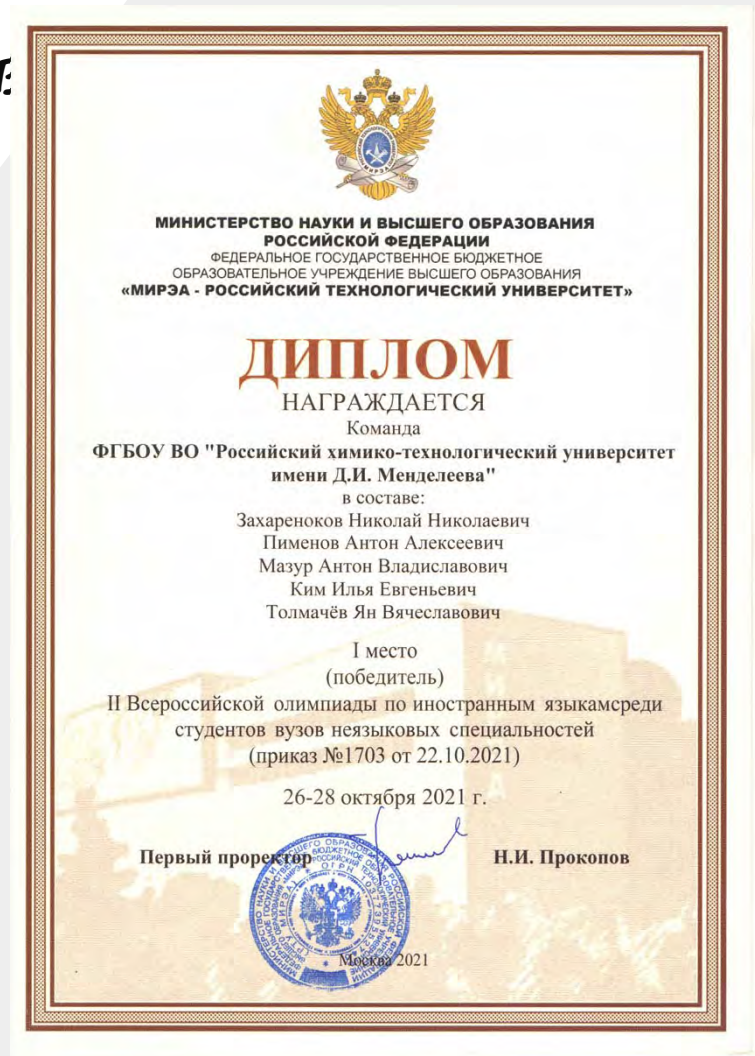 МИНИСТЕРСТВО НАУКИ И ВЫСШЕГО ОБРАЗОВАНИЯ
РОССИЙСКОЙ ФЕДЕРАЦИИ
ФЕДЕРАЛЬНОЕ ГОСУДАРСТВЕННОЕ БЮДЖЕТНОЕ
ОБРАЗОВАТЕЛЬНОЕ УЧРЕЖДЕНИЕ ВЫСШЕГО ОБРАЗОВАНИЯ
«МИРЭА - РОССИЙСКИЙ ТЕХНОЛОГИЧЕСКИЙ УНИВЕРСИТЕТ»
ДИПЛОМ
НАГРАЖДАЕТСЯ
Команда
ФГБОУ ВО "Российский химико-технологический университет
имени Д.И. Менделеева"
в составе:
Захареноков Николай Николаевич
Пименов Антон Алексеевич
Мазур Антон Владиславович
Ким Илья Евгеньевич
Толмачёв Ян Вячеславович
I место
(победитель)
II Всероссийской олимпиады по иностранным языкамсреди
студентов вузов неязыковых специальностей
(приказ №1703 от 22.10.2021)
26-28 октября 2021 г.
Первый проректор Н.И. Прокопов
Москва 2021